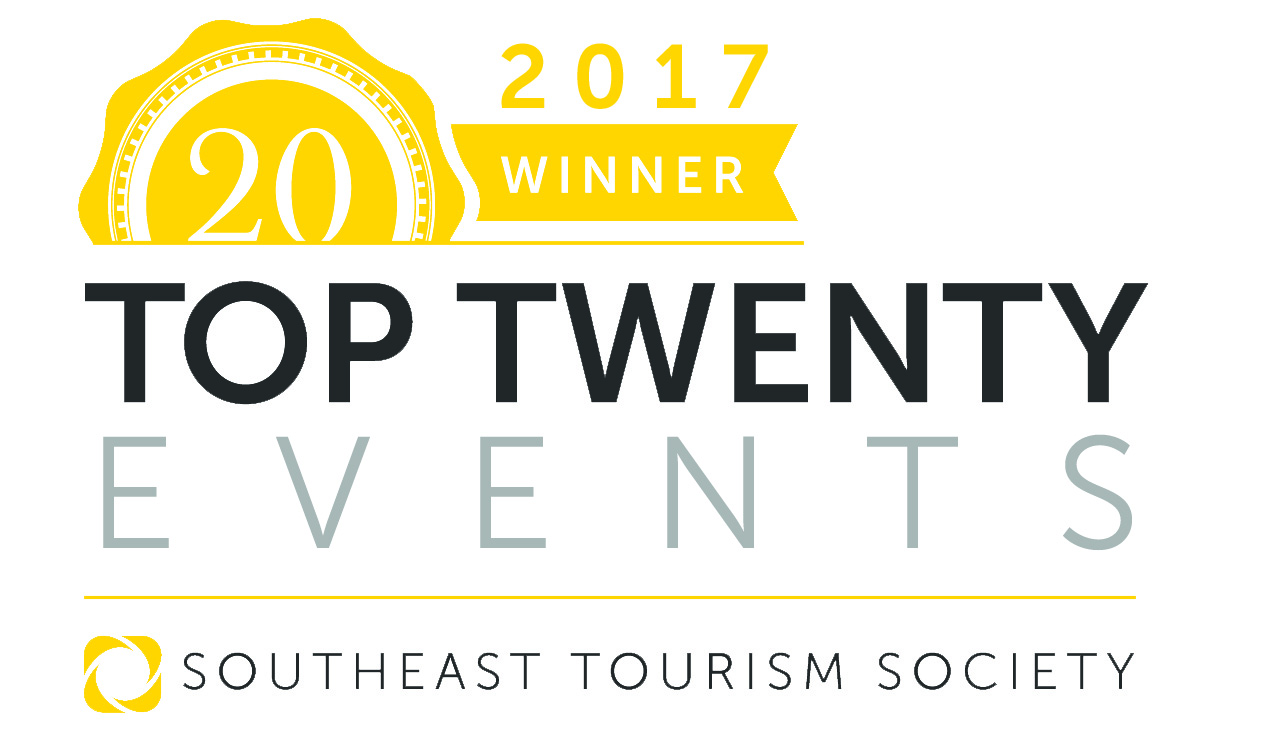 2017
20
WINNER
TOP TWENTY
EVENTS
SOUTHEAST TOURISM SOCIETY